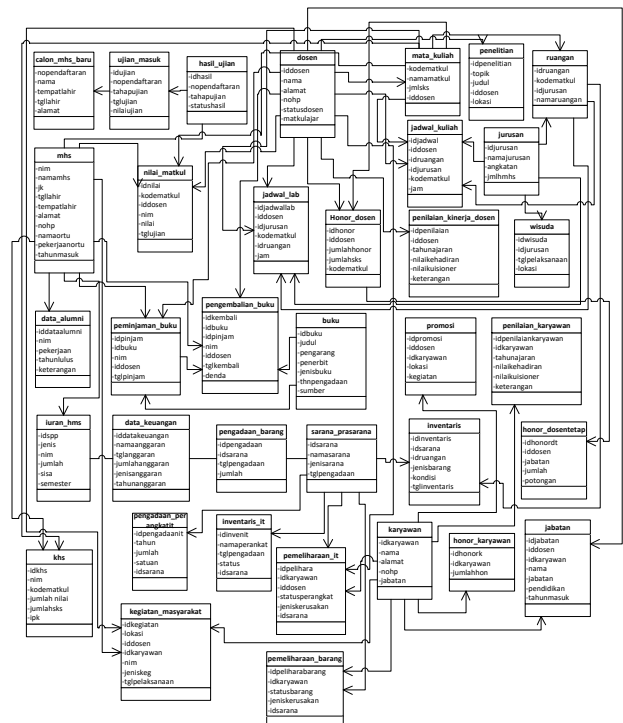 calon_mhs_baru
-nopendaftaran
-nama
-tempatlahir
-tgllahir
-alamat
ujian_masuk
-idujian
-nopendaftaran
-tahapujian
-tglujian
-nilaiujian
hasil_ujian
-idhasil
-nopendaftaran
-tahapujian
-statushasil
dosen
-iddosen
-nama
-alamat
-nohp
-statusdosen
-matkulajar
mata_kuliah
-kodematkul
-namamatkul
-jmlsks
-iddosen
penelitian
-idpenelitian
-topik
-judul
-iddosen
-lokasi
ruangan
-idruangan
-kodematkul
-idjurusan
-namaruangan
mhs
-nim
-namamhs
-jk
-tgllahir
-tempatlahir
-alamat
-nohp
-namaortu
-pekerjaanortu
-tahunmasuk
nilai_matkul
-idnilai
-kodematkul
-iddosen
-nim
-nilai
-tglujian
jadwal_lab
-idjadwallab
-iddosen
-idjurusan
-kodematkul
-idruangan
-jam
Honor_dosen
-idhonor
-iddosen
-jumlahhonor
-jumlahsks
-kodematkul
jadwal_kuliah
-idjadwal
-iddosen
-idruangan
-idjurusan
-kodematkul
-jam
jurusan
-idjurusan
-namajurusan
-angkatan
-jmlhmhs
penilaian_kinerja_dosen
-idpenilaian
-iddosen
-tahunajaran
-nilaikehadiran
-nilaikuisioner
-keterangan
wisuda
-idwisuda
-idjurusan
-tglpelaksanaan
-lokasi
data_alumni
-iddataalumni
-nim
-pekerjaan
-tahunlulus
-keterangan
peminjaman_buku
-idpinjam
-idbuku
-nim
-iddosen
-tglpinjam
pengembalian_buku
-idkembali
-idbuku
-idpinjam
-nim
-iddosen
-tglkembali
-denda
buku
-idbuku
-judul
-pengarang
-penerbit
-jenisbuku
-thnpengadaan
-sumber
promosi
-idpromosi
-iddosen
-idkaryawan
-lokasi
-kegiatan
penilaian_karyawan
-idpenilaiankaryawan
-idkaryawan
-tahunajaran
-nilaikehadiran
-nilaikuisioner
-keterangan
iuran_hms
-idspp
-jenis
-nim
-jumlah
-sisa
-semester
data_keuangan
-iddatakeuangan
-namaanggaran
-tglanggaran
-jumlahanggaran
-jenisanggaran
-tahunanggaran
pengadaan_barang
-idpengadaan
-idsarana
-tglpengadaan
-jumlah
sarana_prasarana
-idsarana
-namasarana
-jenisarana
-tglpengadaan
inventaris
-idinventaris
-idsarana
-idruangan
-jenisbarang
-kondisi
-tglinventaris
honor_dosentetap
-idhonordt
-iddosen
-jabatan
-jumlah
-potongan
pengadaan_per
angkatit
-idpengadaanit
-tahun
-jumlah
-satuan
-idsarana
inventaris_it
-idinvenit
-namaperankat
-tglpengadaan
-status
-idsarana
pemeliharaan_it
-idpelihara
-idkaryawan
-iddosen
-statusperangkat
-jeniskerusakan
-idsarana
karyawan
-idkaryawan
-nama
-alamat
-nohp
-jabatan
honor_karyawan
-idhonork
-idkaryawan
-jumlahhon
jabatan
-idjabatan
-iddosen
-idkaryawan
-nama
-jabatan
-pendidikan
-tahunmasuk
khs
-idkhs
-nim
-kodematkul
-jumlah nilai
-jumlahsks
-ipk
kegiatan_masyarakat
-idkegiatan
-lokasi
-iddosen
-idkaryawan
-nim
-jeniskeg
-tglpelaksanaan
pemeliharaan_barang
-idpeliharabarang
-idkaryawan
-statusbarang
-jeniskerusakan
-idsarana